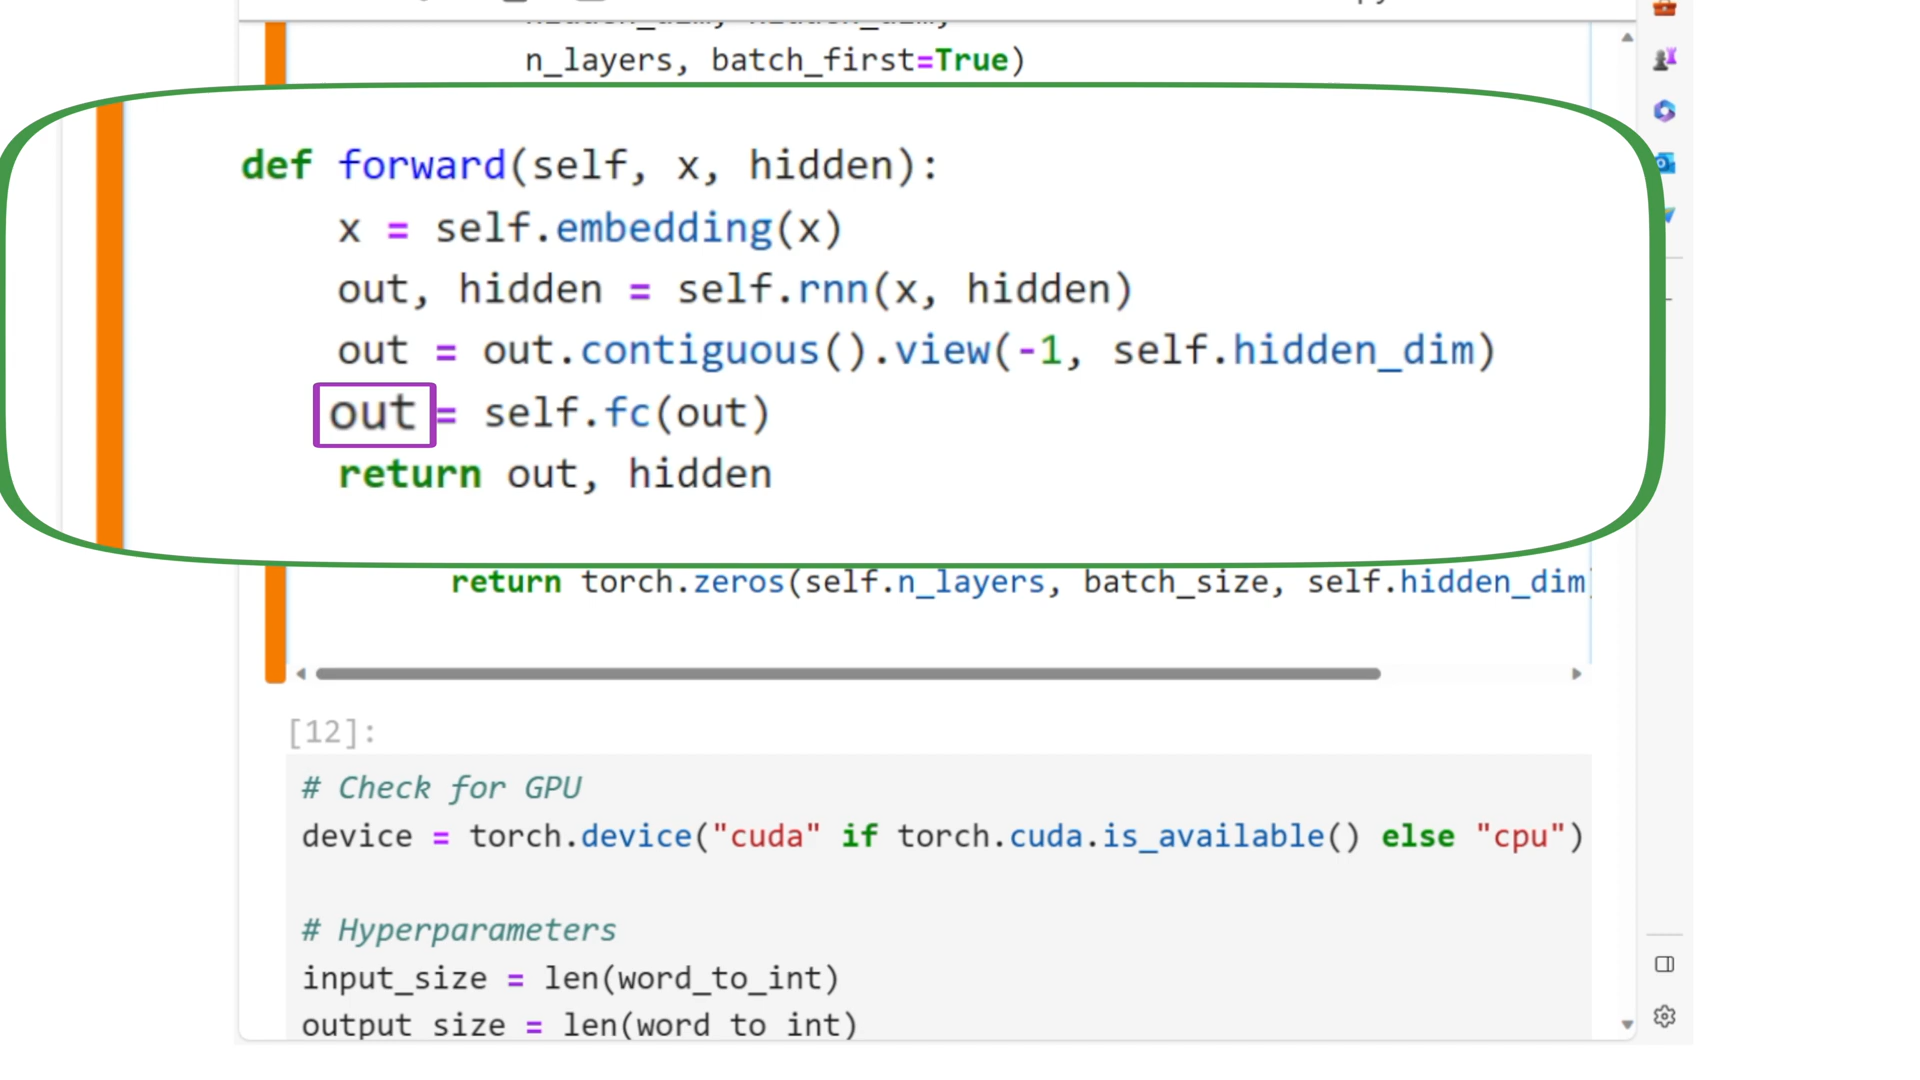 n_layers, batch_first=True)
def forward(self, x, hidden):
x = self.embedding(x)
out, hidden = self.rnn(x, hidden)
out = out.contiguous().view(-1, self.hidden_dim)
out = self.fc(out)
return out, hidden
return torch.zeros(self.n_layers, batch_size, self.hidden_dim
[12]:
# Check for GPU
device = torch.device("cuda" if torch.cuda.is_available() else "cpu")
# Hyperparameters
input_size = len(word_to_int)
output_size = len(word_to_int)